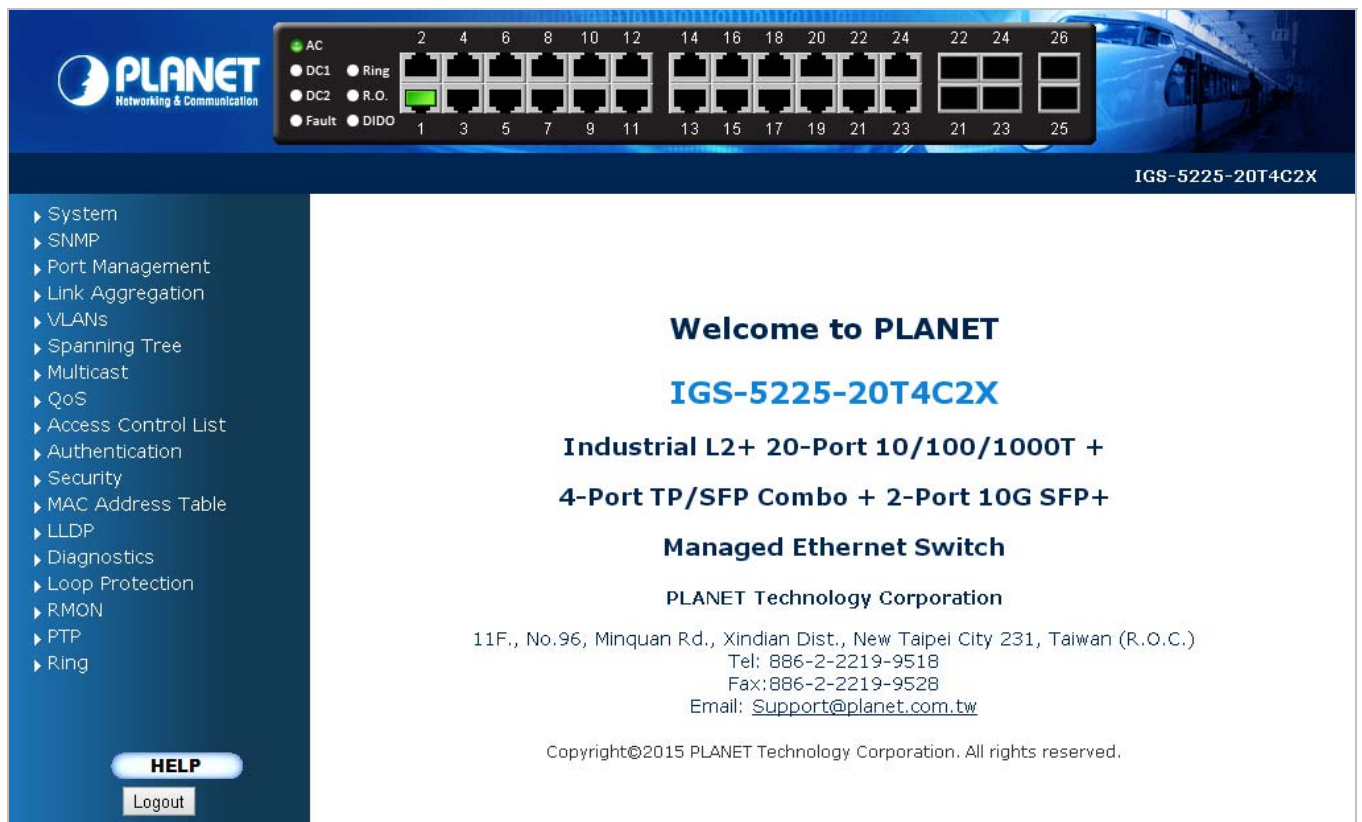 PLANET
Networking & Communication
AC
DC1 Ring
DC2 R.O.
Fault DIDO
2 4 6 8 10 12 14 16 18 20 22 24 22 24 26
1 3 5 7 9 11 13 15 17 19 21 23 21 23 25
IGS-5225-20T4C2X
System
SNMP
Port Management
Link Aggregation
VLANs
Spanning Tree
Multicast
QoS
Access Control List
Authentication
Security
MAC Address Table
LLDP
Diagnostics
Loop Protection
RMON
PTP
Ring
HELP
Logout
Welcome to PLANET
IGS-5225-20T4C2X
Industrial L2+ 20-Port 10/100/1000T +
4-Port TP/SFP Combo + 2-Port 10G SFP+
Managed Ethernet Switch
PLANET Technology Corporation
11F., No.96, Minquan Rd., Xindian Dist., New Taipei City 231, Taiwan (R.O.C.)
Tel: 886-2-2219-9518
Fax:886-2-2219-9528
Email: Support@planet.com.tw
Copyright©2015 PLANET Technology Corporation. All rights reserved.